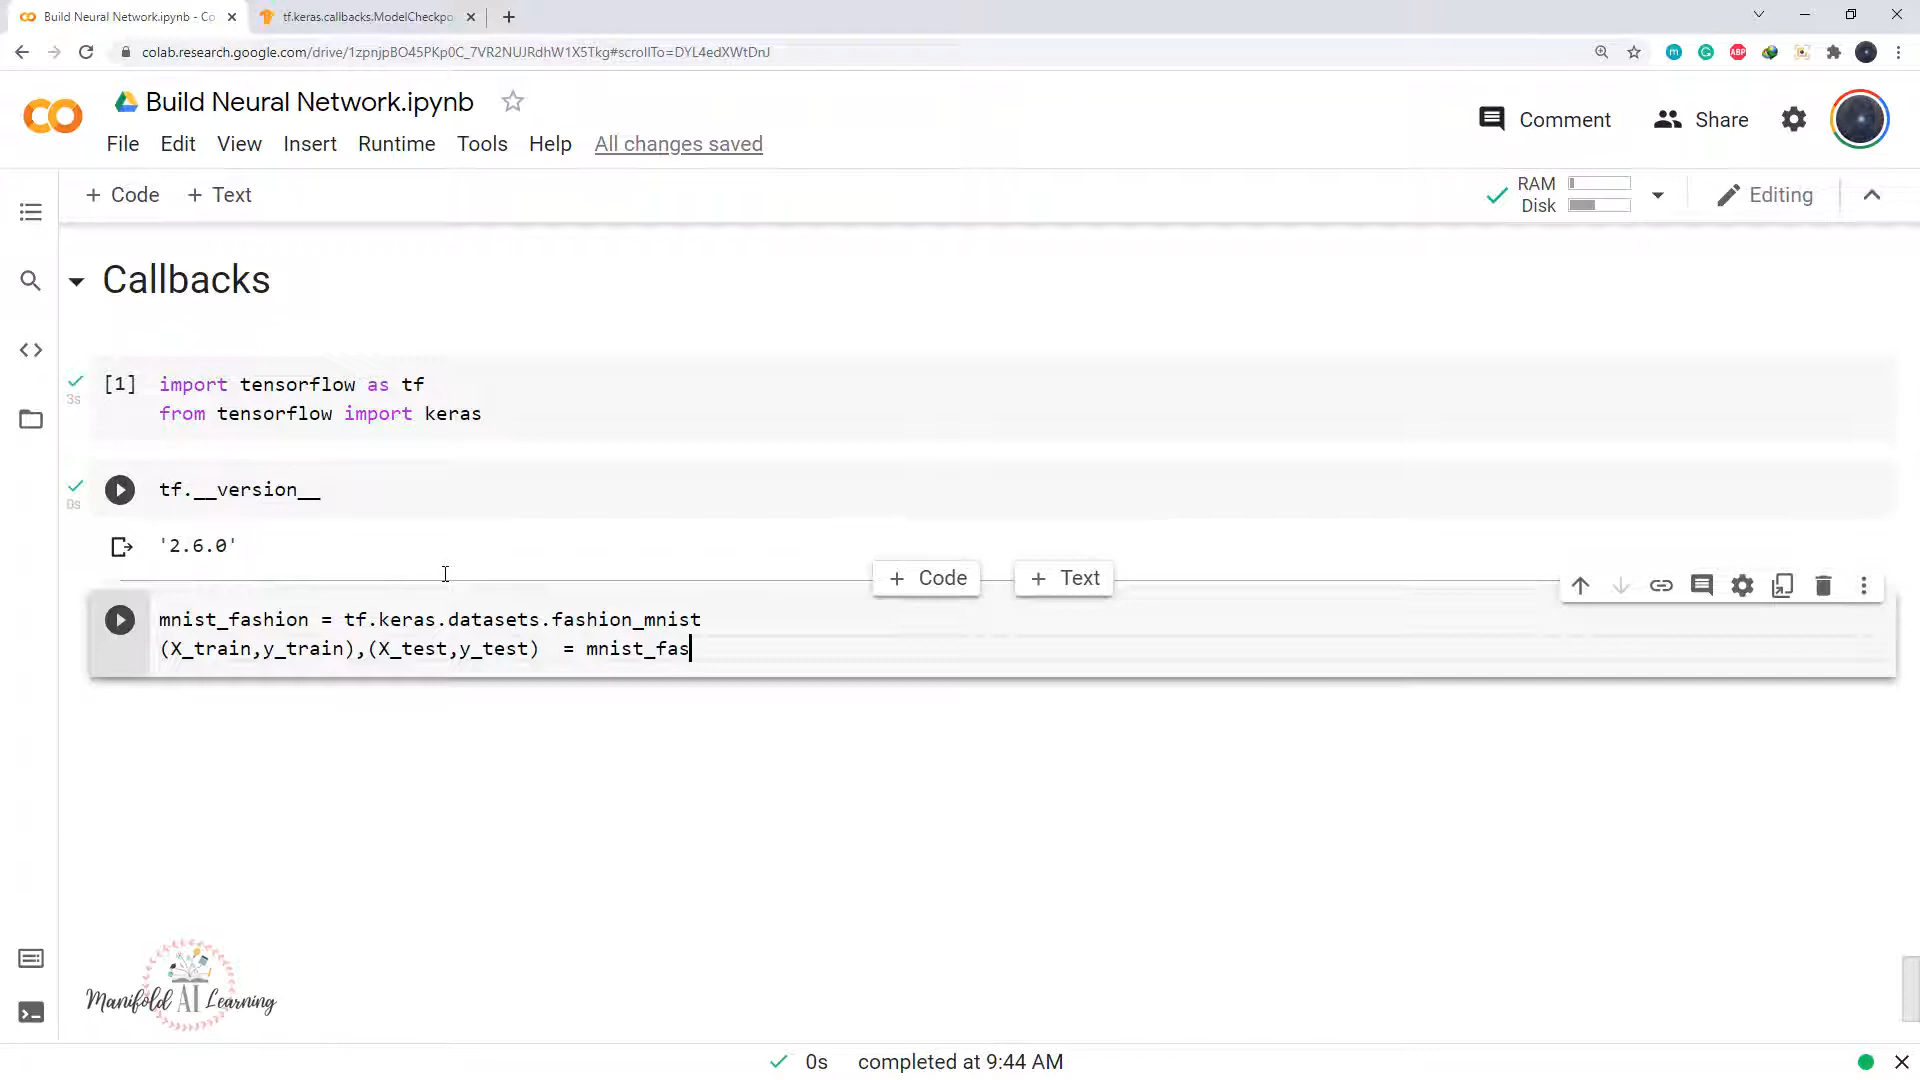 Build Neural Network.ipynb - Co
tf.keras.callbacks.ModelCheckpo
colab.research.google.com/drive/1zpnjpBO45PKp0C_7VR2NUJRdhW1X5Tkg#scrollTo=DYL4edXWtDnJ
Build Neural Network.ipynb
Comment
Share
File Edit View Insert Runtime Tools Help All changes saved
+ Code + Text
RAM
Disk
Editing
Callbacks
[1] import tensorflow as tf
3s
from tensorflow import keras
tf.__version__
0s
'2.6.0'
+ Code + Text
mnist_fashion = tf.keras.datasets.fashion_mnist
(X_train,y_train),(X_test,y_test)  = mnist_fas
Manifold AI Learning
0s completed at 9:44 AM